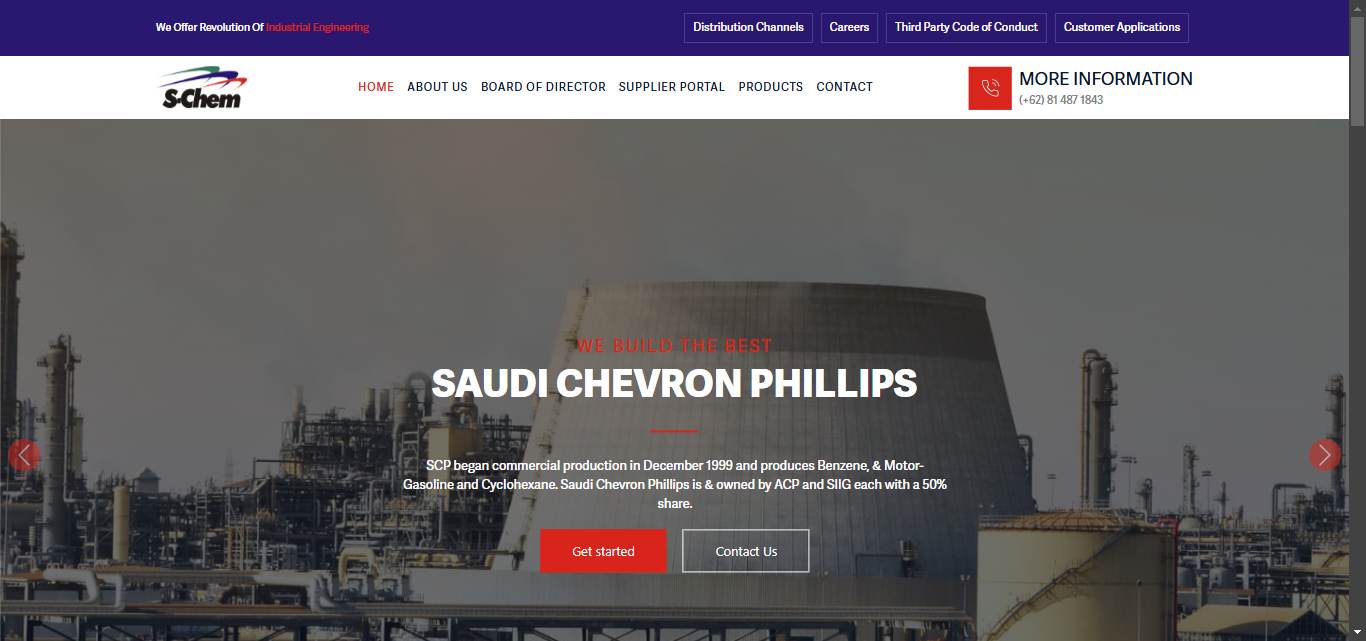 We Offer Revolution Of Industrial Engineering
Distribution Channels
Careers
Third Party Code of Conduct
Customer Applications
S-Chem
HOME
ABOUT US
BOARD OF DIRECTOR
SUPPLIER PORTAL
PRODUCTS
CONTACT
MORE INFORMATION
(+62) 81 487 1843
WE BUILD THE BEST
SAUDI CHEVRON PHILLIPS
SCP began commercial production in December 1999 and produces Benzene, & Motor-
Gasoline and Cyclohexane. Saudi Chevron Phillips is & owned by ACP and SIIG each with a 50%
share.
Get started
Contact Us